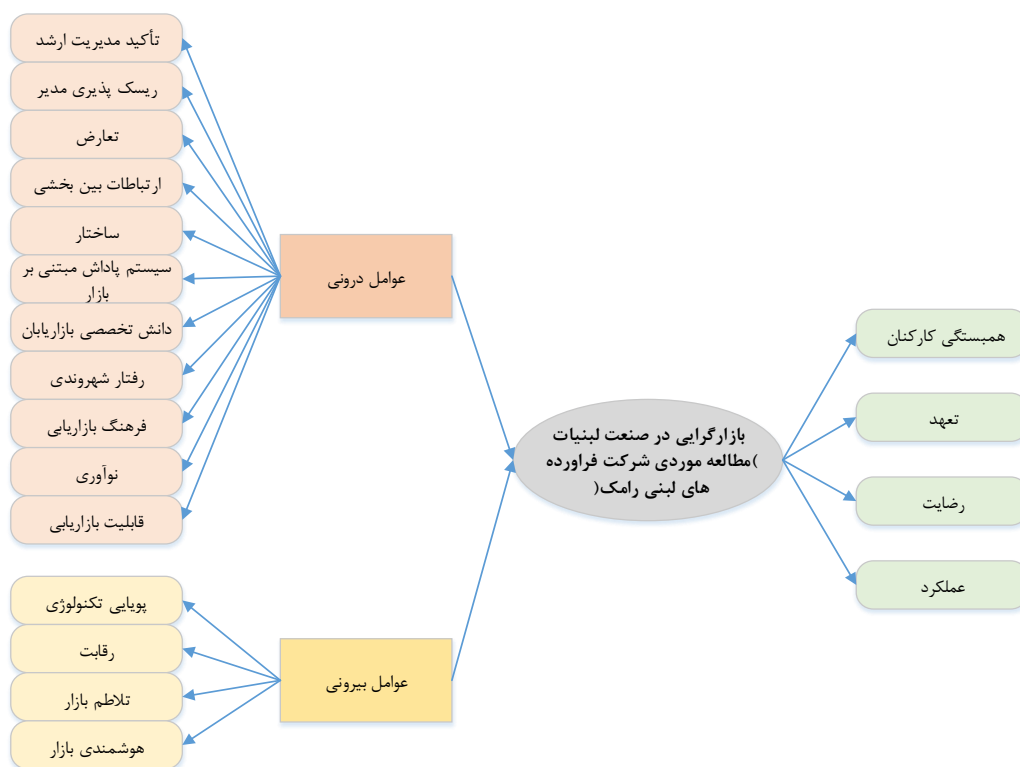 تأکید مدیریت ارشد
ریسک پذیری مدیر
تعارض
ارتباطات بین بخشی
ساختار
سیستم پاداش مبتنی بر
بازار
دانش تخصصی بازاریابان
رفتار شهروندی
فرهنگ بازاریابی
نوآوری
قابلیت بازاریابی
عوامل درونی
پویایی تکنولوژی
رقابت
تلاطم بازار
هوشمندی بازار
عوامل بیرونی
بازارگرایی در صنعت لبنیات
)مطالعه موردی شرکت فراورده
های لبنی رامک(
همبستگی کارکنان
تعهد
رضایت
عملکرد